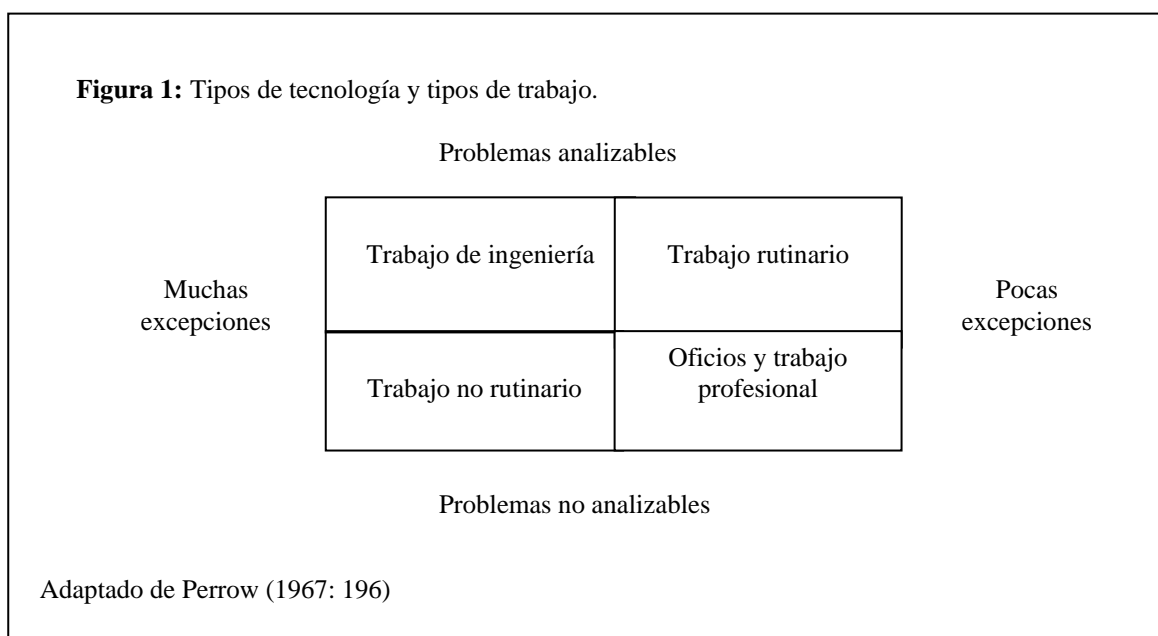 Figura 1: Tipos de tecnología y tipos de trabajo.
Problemas analizables
Trabajo de ingeniería
Trabajo rutinario
Muchas
excepciones
Pocas
excepciones
Trabajo no rutinario
Oficios y trabajo
profesional
Problemas no analizables
Adaptado de Perrow (1967: 196)